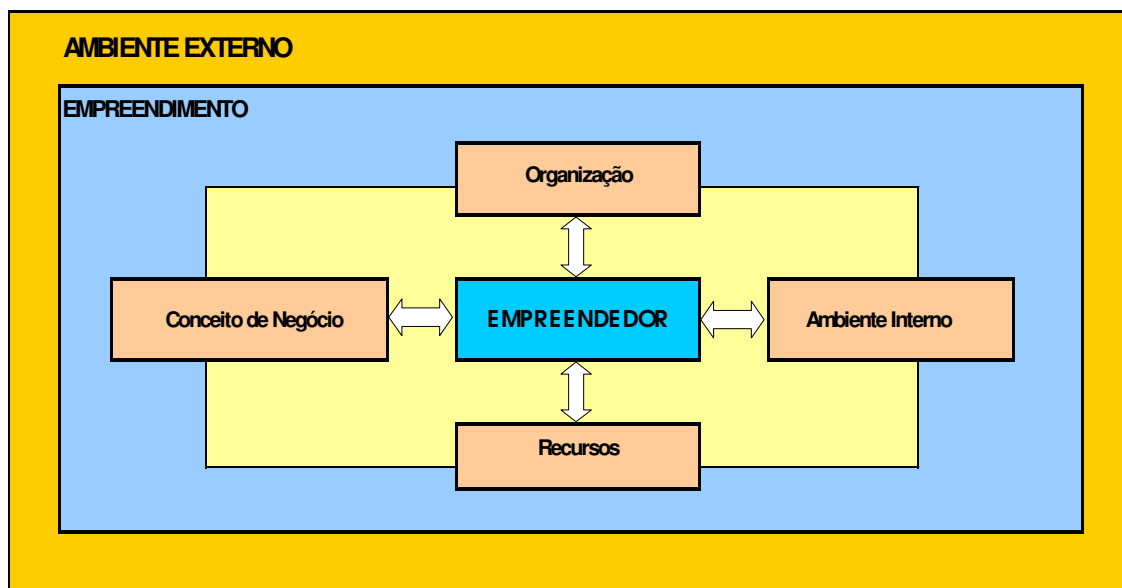 AMBIENTE EXTERNO
EMPREENDIMENTO
Organização
Conceito de Negócio
EMPREENDEDOR
Ambiente Interno
Recursos